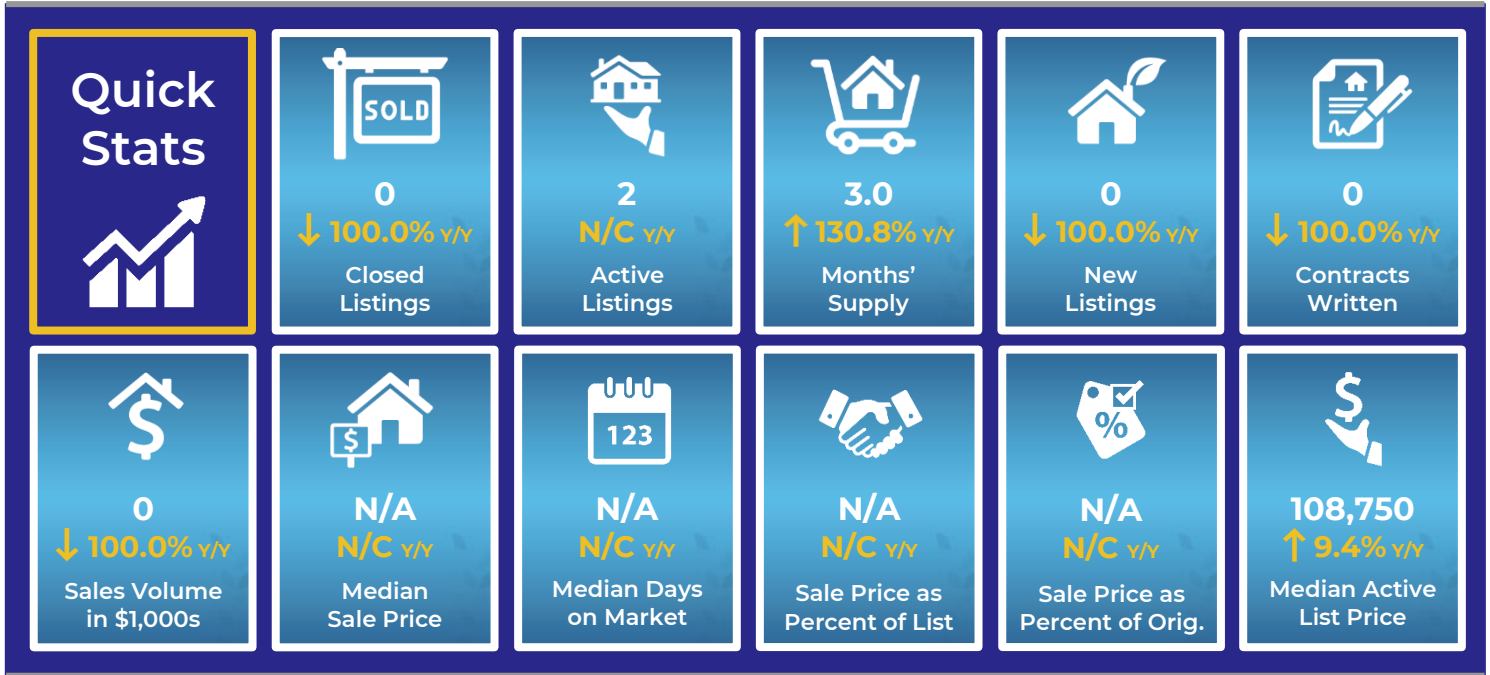 Quick
Stats
SOLD
0
↓ 100.0% Y/Y
Closed
Listings
2
N/C Y/Y
Active
Listings
3.0
↑ 130.8% Y/Y
Months’
Supply
0
↓ 100.0% Y/Y
New
Listings
0
↓ 100.0% Y/Y
Contracts
Written
$
0
↓ 100.0% Y/Y
Sales Volume
in $1,000s
$
N/A
N/C Y/Y
Median
Sale Price
123
N/A
N/C Y/Y
Median Days
on Market
N/A
N/C Y/Y
Sale Price as
Percent of List
%
N/A
N/C Y/Y
Sale Price as
Percent of Orig.
$
108,750
↑ 9.4% Y/Y
Median Active
List Price